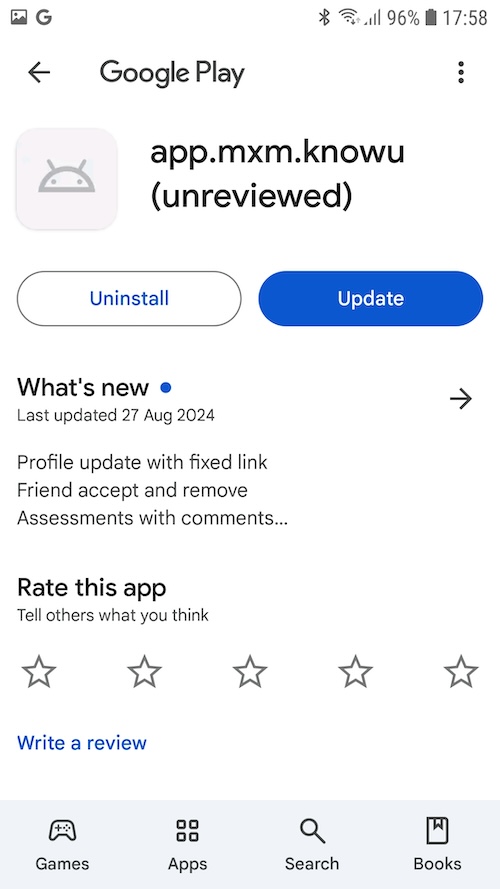 96% 17:58
Google Play
app.mxm.knowu
(unreviewed)
Uninstall
Update
What's new
Last updated 27 Aug 2024
Profile update with fixed link
Friend accept and remove
Assessments with comments...
Rate this app
Tell others what you think
Write a review
Games
Apps
Search
Books